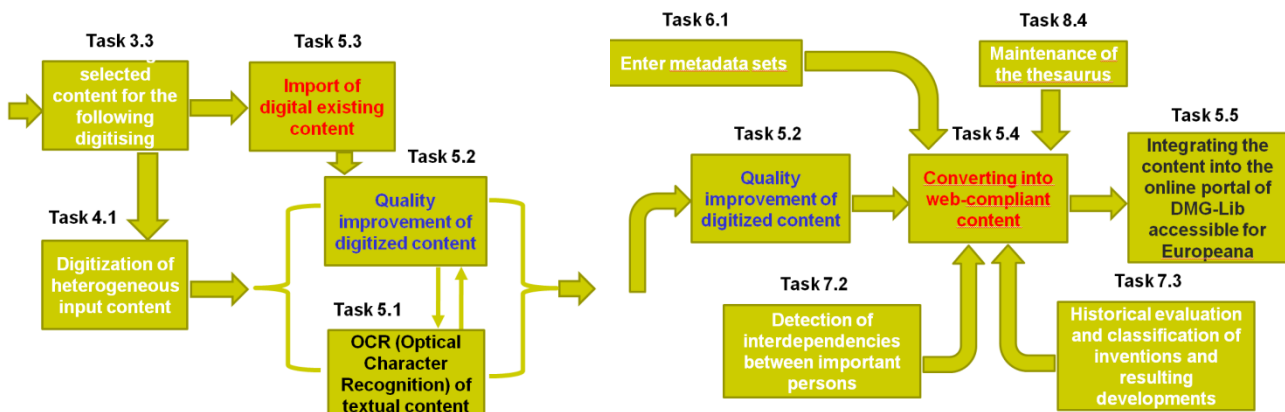 Task 3.3
selected
content for the
following
digitising
Task 5.3
Import of
digital existing
content
Task 5.2
Quality
improvement of
digitized content
Task 4.1
Digitization of
heterogeneous
input content
Task 5.1
OCR (Optical
Character
Recognition) of
textual content
Task 6.1
Enter metadata sets
Task 8.4
Maintenance of
the thesaurus
Task 5.2
Quality
improvement of
digitized content
Task 5.4
Converting into
web-compliant
content
Task 5.5
Integrating the
content into the
online portal of
DMG-Lib
accessible for
Europeana
Task 7.2
Detection of
interdependencies
between important
persons
Task 7.3
Historical evaluation
and classification of
inventions and
resulting
developments